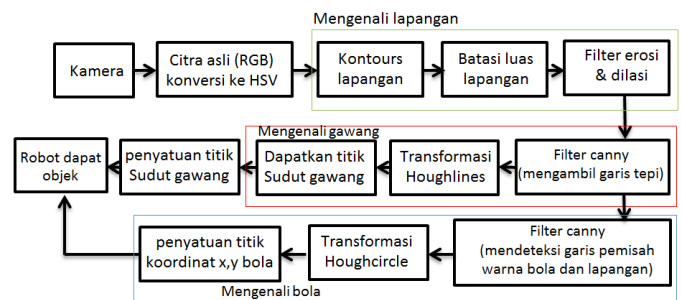 Mengenali lapangan
Kamera
Citra asli (RGB)
konversi ke HSV
Kontours
lapangan
Batasi luas
lapangan
Filter erosi
& dilasi
Mengenali gawang
Robot dapat
objek
penyatuan titik
Sudut gawang
Dapatkan titik
Sudut gawang
Transformasi
Houghlines
Filter canny
(mengambil garis tepi)
penyatuan titik
koordinat x,y bola
Transformasi
Houghcircle
Filter canny
(mendeteksi garis pemisah
warna bola dan lapangan)
Mengenali bola